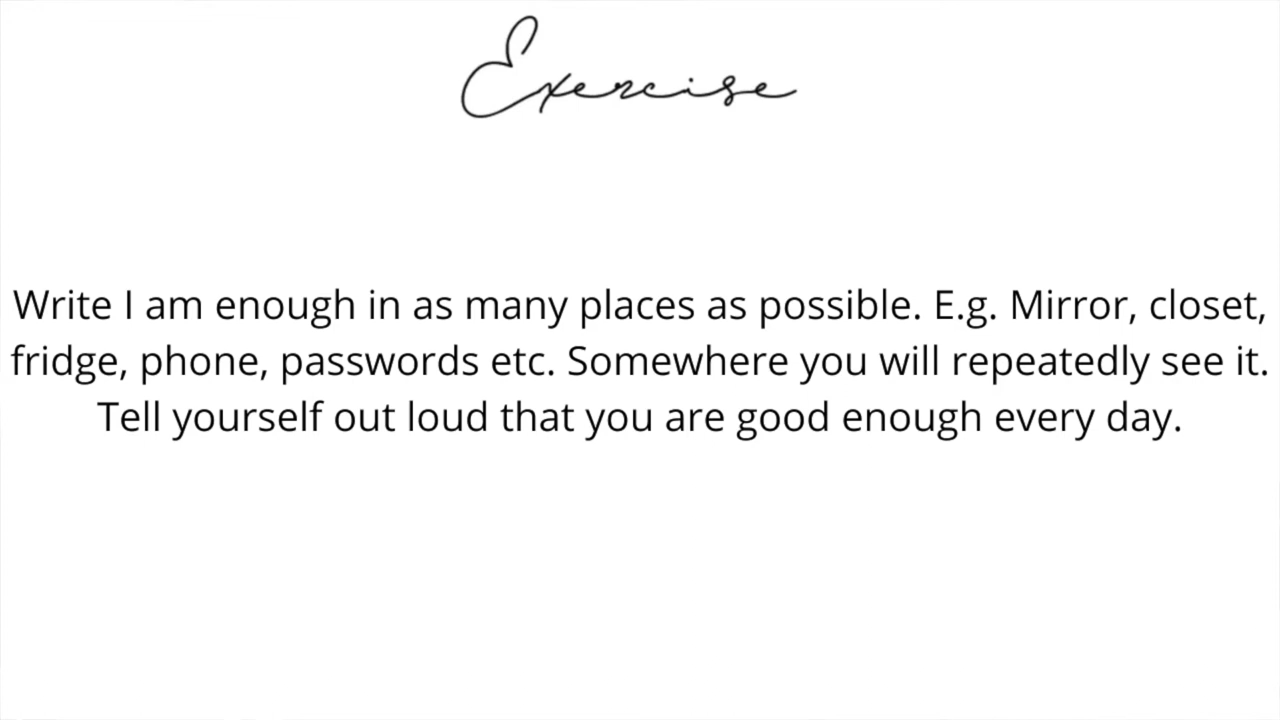 Exercise
Write I am enough in as many places as possible. E.g. Mirror, closet,
fridge, phone, passwords etc. Somewhere you will repeatedly see it.
Tell yourself out loud that you are good enough every day.